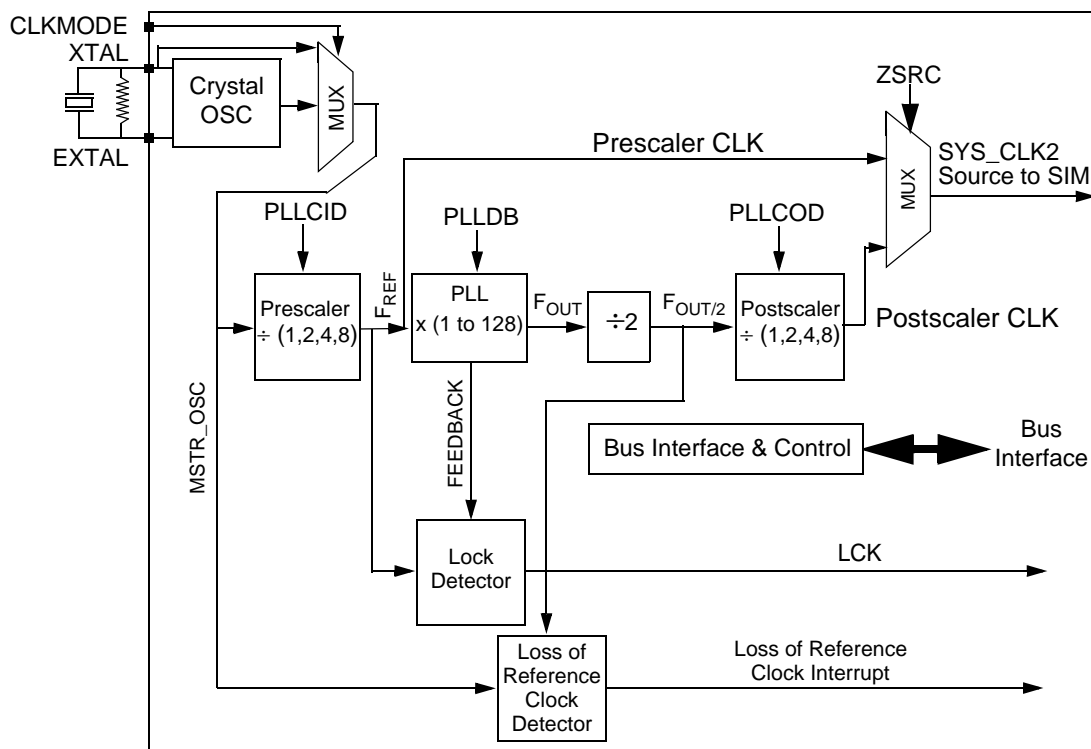 CLKMODE
XTAL
EXTAL
Crystal
OSC
MUX
ZSRC
Prescaler CLK
MUX
SYS_CLK2
Source to SIM
PLLCID
PLLDB
PLLCOD
Prescaler
÷ (1,2,4,8)
FREF
PLL
x (1 to 128)
FOUT
÷2
FOUT/2
Postscaler
÷ (1,2,4,8)
Postscaler CLK
MSTR_OSC
FEEDBACK
Bus Interface & Control
Bus
Interface
Lock
Detector
LCK
Loss of
Reference
Clock
Detector
Loss of Reference
Clock Interrupt